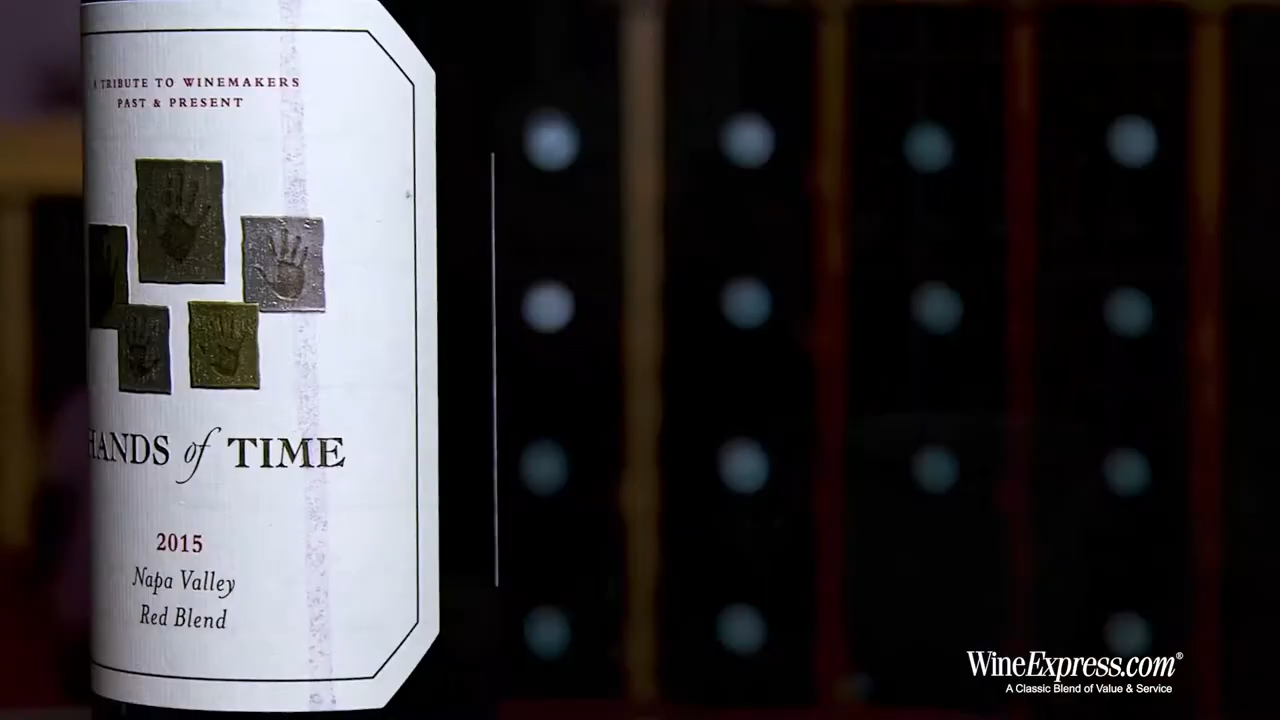 A TRIBUTE TO WINEMAKERS
PAST & PRESENT
HANDS of TIME
2015
Napa Valley
Red Blend
WineExpress.com®
A Classic Blend of Value & Service